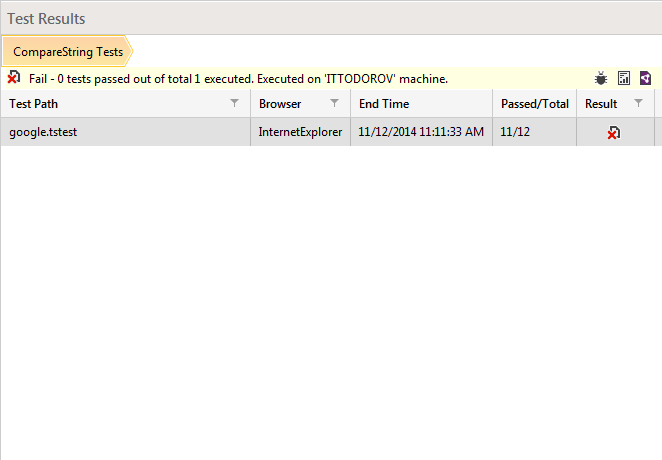 Test Results
CompareString Tests
Fail - 0 tests passed out of total 1 executed. Executed on 'ITTODOROV' machine.
Test Path Browser End Time Passed/Total Result
google.tstest InternetExplorer 11/12/2014 11:11:33 AM 11/12